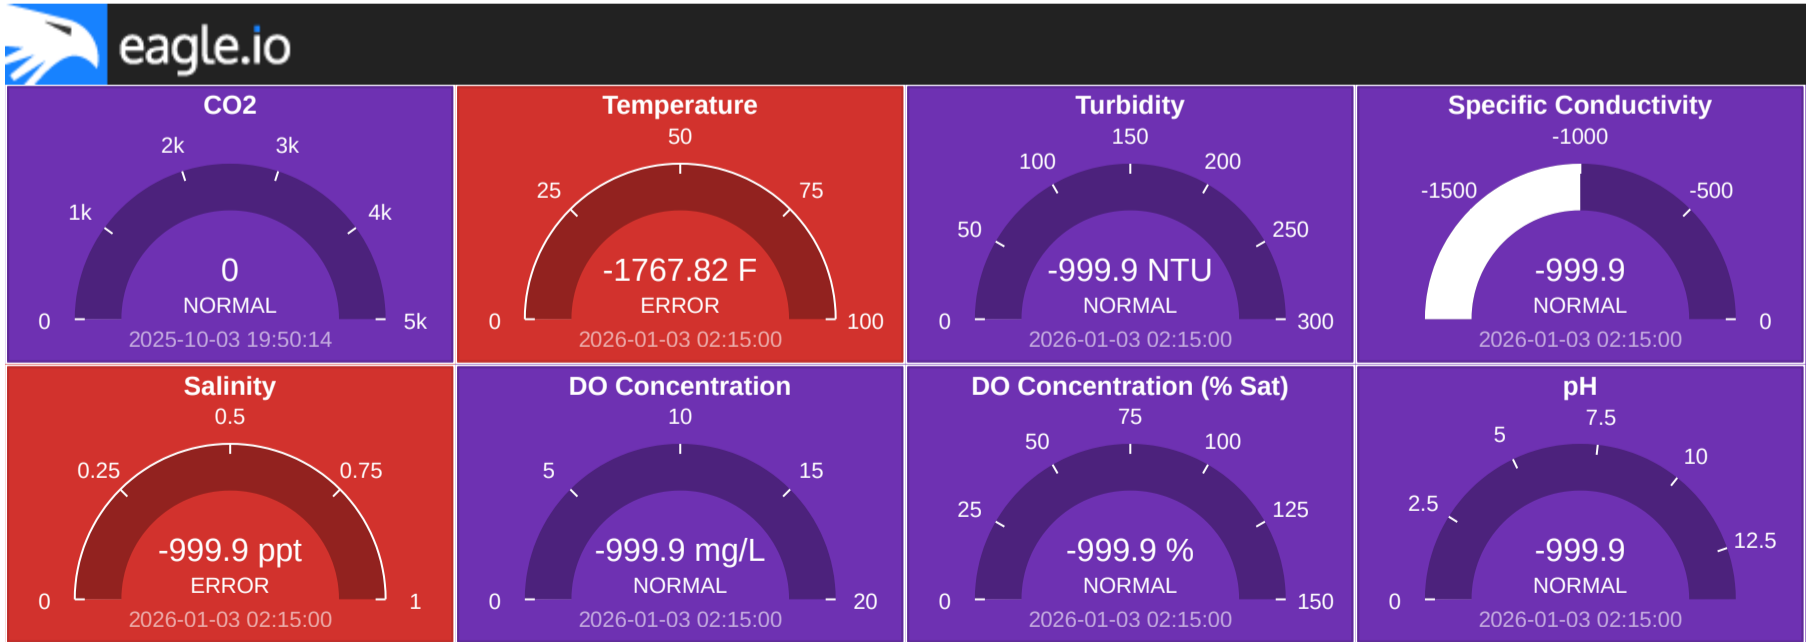 eagle.io
CO2
2k 3k
1k 4k
0
NORMAL
0 5k
2025-10-03 19:50:14
Temperature
50
25 75
-1767.82 F
ERROR
0 100
2026-01-03 02:15:00
Turbidity
150
100 200
50 250
-999.9 NTU
NORMAL
0 300
2026-01-03 02:15:00
Specific Conductivity
-1000
-1500 -500
-999.9
NORMAL
0
2026-01-03 02:15:00
Salinity
0.5
0.25 0.75
-999.9 ppt
ERROR
0 1
2026-01-03 02:15:00
DO Concentration
10
5 15
-999.9 mg/L
NORMAL
0 20
2026-01-03 02:15:00
DO Concentration (% Sat)
75
50 100
25 125
-999.9 %
NORMAL
0 150
2026-01-03 02:15:00
pH
7.5
5 10
2.5 12.5
-999.9
NORMAL
0
2026-01-03 02:15:00